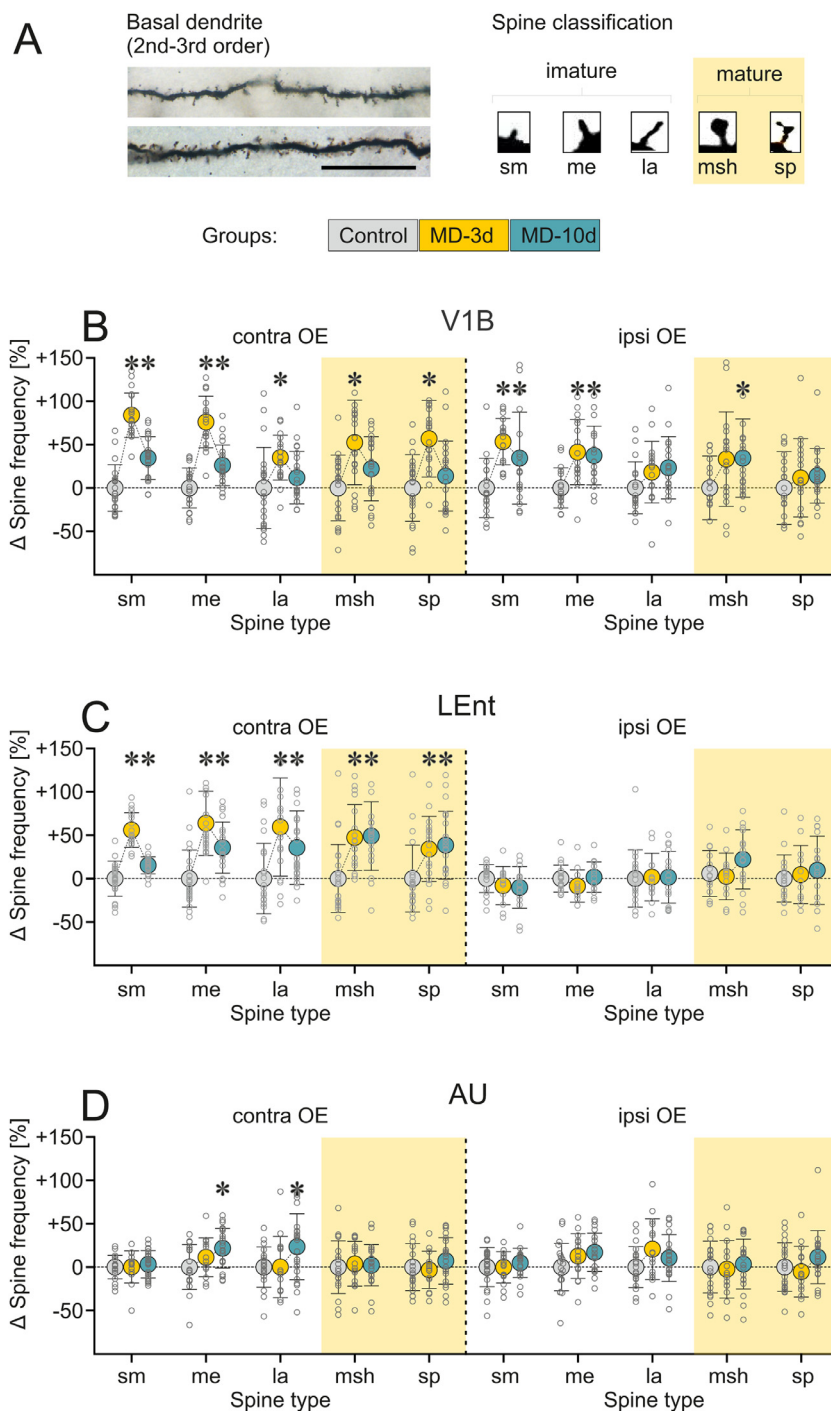 A
Basal dendrite
(2nd-3rd order)
Spine classification
imature
mature
sm
me
la
msh
sp
Groups:
Control
MD-3d
MD-10d
B
V1B
contra OE
ipsi OE
Δ Spine frequency [%]
+150
+100
+50
0
-50
** ** * * * ** ** *
sm me la msh sp sm me la msh sp
Spine type
Spine type
C
LEnt
contra OE
ipsi OE
Δ Spine frequency [%]
+150
+100
+50
0
-50
** ** ** ** **
sm me la msh sp sm me la msh sp
Spine type
Spine type
D
AU
contra OE
ipsi OE
Δ Spine frequency [%]
+150
+100
+50
0
-50
* *
sm me la msh sp sm me la msh sp
Spine type
Spine type